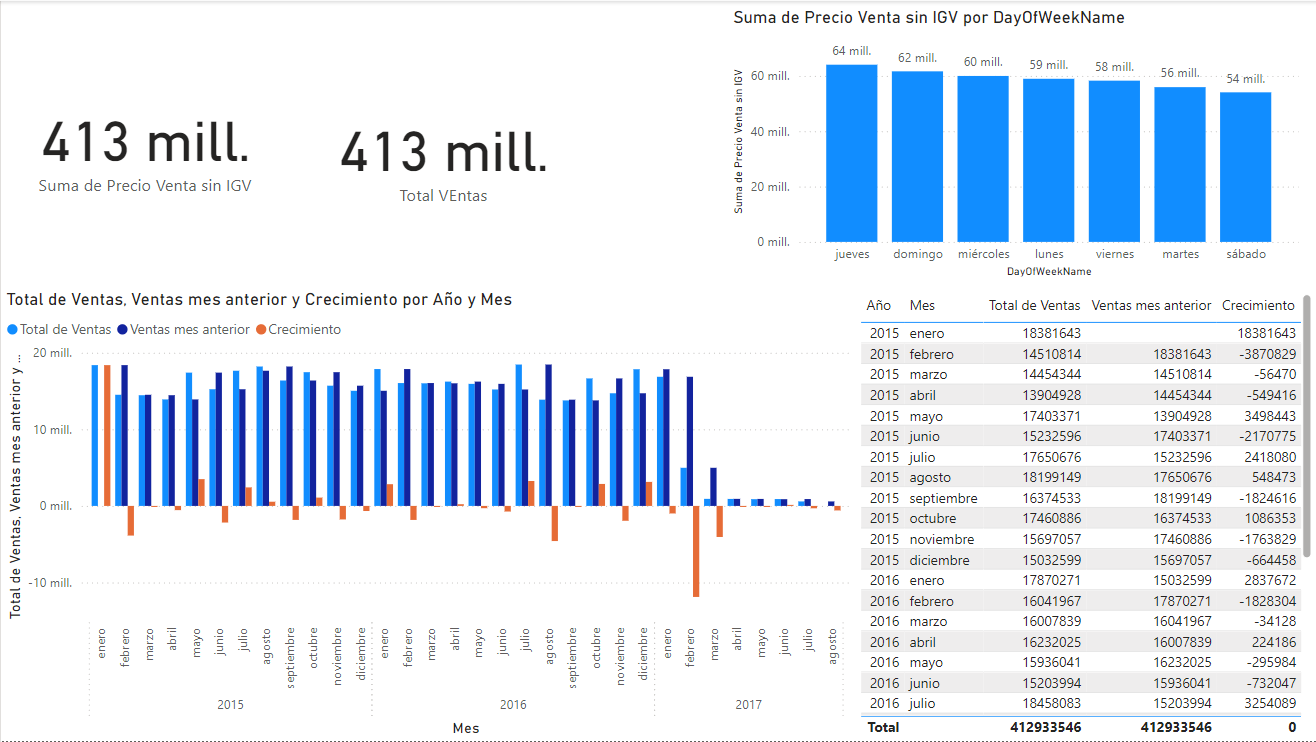 413 mill.
Suma de Precio Venta sin IGV
413 mill.
Total VEntas
Suma de Precio Venta sin IGV por DayOfWeekName
Suma de Precio Venta sin IGV
60 mill.
40 mill.
20 mill.
0 mill.
64 mill.
62 mill.
60 mill.
59 mill.
58 mill.
56 mill.
54 mill.
jueves
domingo
miércoles
lunes
viernes
martes
sábado
DayOfWeekName
Total de Ventas, Ventas mes anterior y Crecimiento por Año y Mes
Total de Ventas Ventas mes anterior Crecimiento
Total de Ventas, Ventas mes anterior y ...
20 mill.
10 mill.
0 mill.
-10 mill.
enero
febrero
marzo
abril
mayo
junio
julio
agosto
septiembre
octubre
noviembre
diciembre
enero
febrero
marzo
abril
mayo
junio
julio
agosto
septiembre
octubre
noviembre
diciembre
enero
febrero
marzo
abril
mayo
junio
julio
agosto
2015
2016
2017
Mes
Año Mes Total de Ventas Ventas mes anterior Crecimiento
2015 enero 18381643 18381643
2015 febrero 14510814 18381643 -3870829
2015 marzo 14454344 14510814 -56470
2015 abril 13904928 14454344 -549416
2015 mayo 17403371 13904928 3498443
2015 junio 15232596 17403371 -2170775
2015 julio 17650676 15232596 2418080
2015 agosto 18199149 17650676 548473
2015 septiembre 16374533 18199149 -1824616
2015 octubre 17460886 16374533 1086353
2015 noviembre 15697057 17460886 -1763829
2015 diciembre 15032599 15697057 -664458
2016 enero 17870271 15032599 2837672
2016 febrero 16041967 17870271 -1828304
2016 marzo 16007839 16041967 -34128
2016 abril 16232025 16007839 224186
2016 mayo 15936041 16232025 -295984
2016 junio 15203994 15936041 -732047
2016 julio 18458083 15203994 3254089
Total 412933546 412933546 0